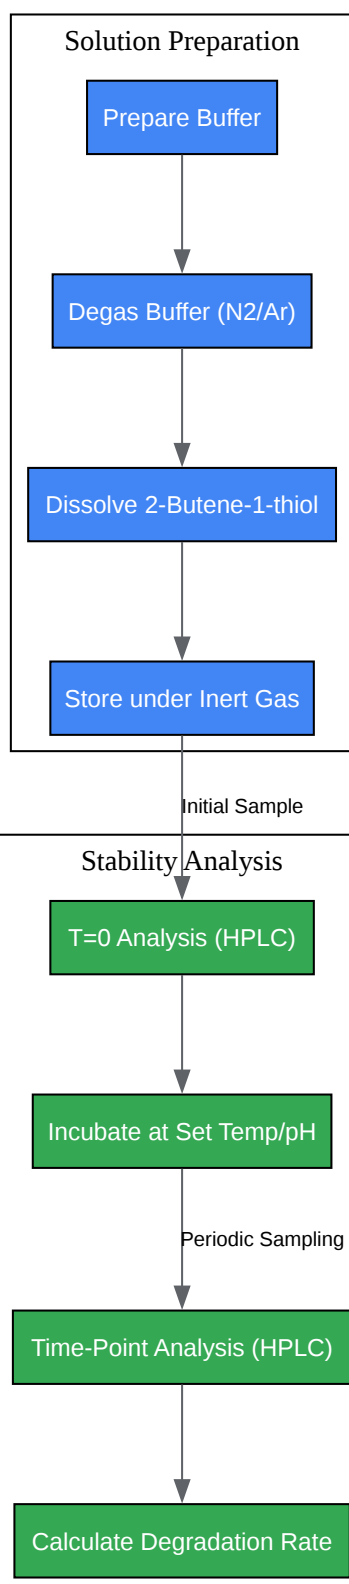 Solution Preparation
Prepare Buffer
Degas Buffer (N2/Ar)
Dissolve 2-Butene-1-thiol
Store under Inert Gas
Initial Sample
Stability Analysis
T=0 Analysis (HPLC)
Incubate at Set Temp/pH
Periodic Sampling
Time-Point Analysis (HPLC)
Calculate Degradation Rate